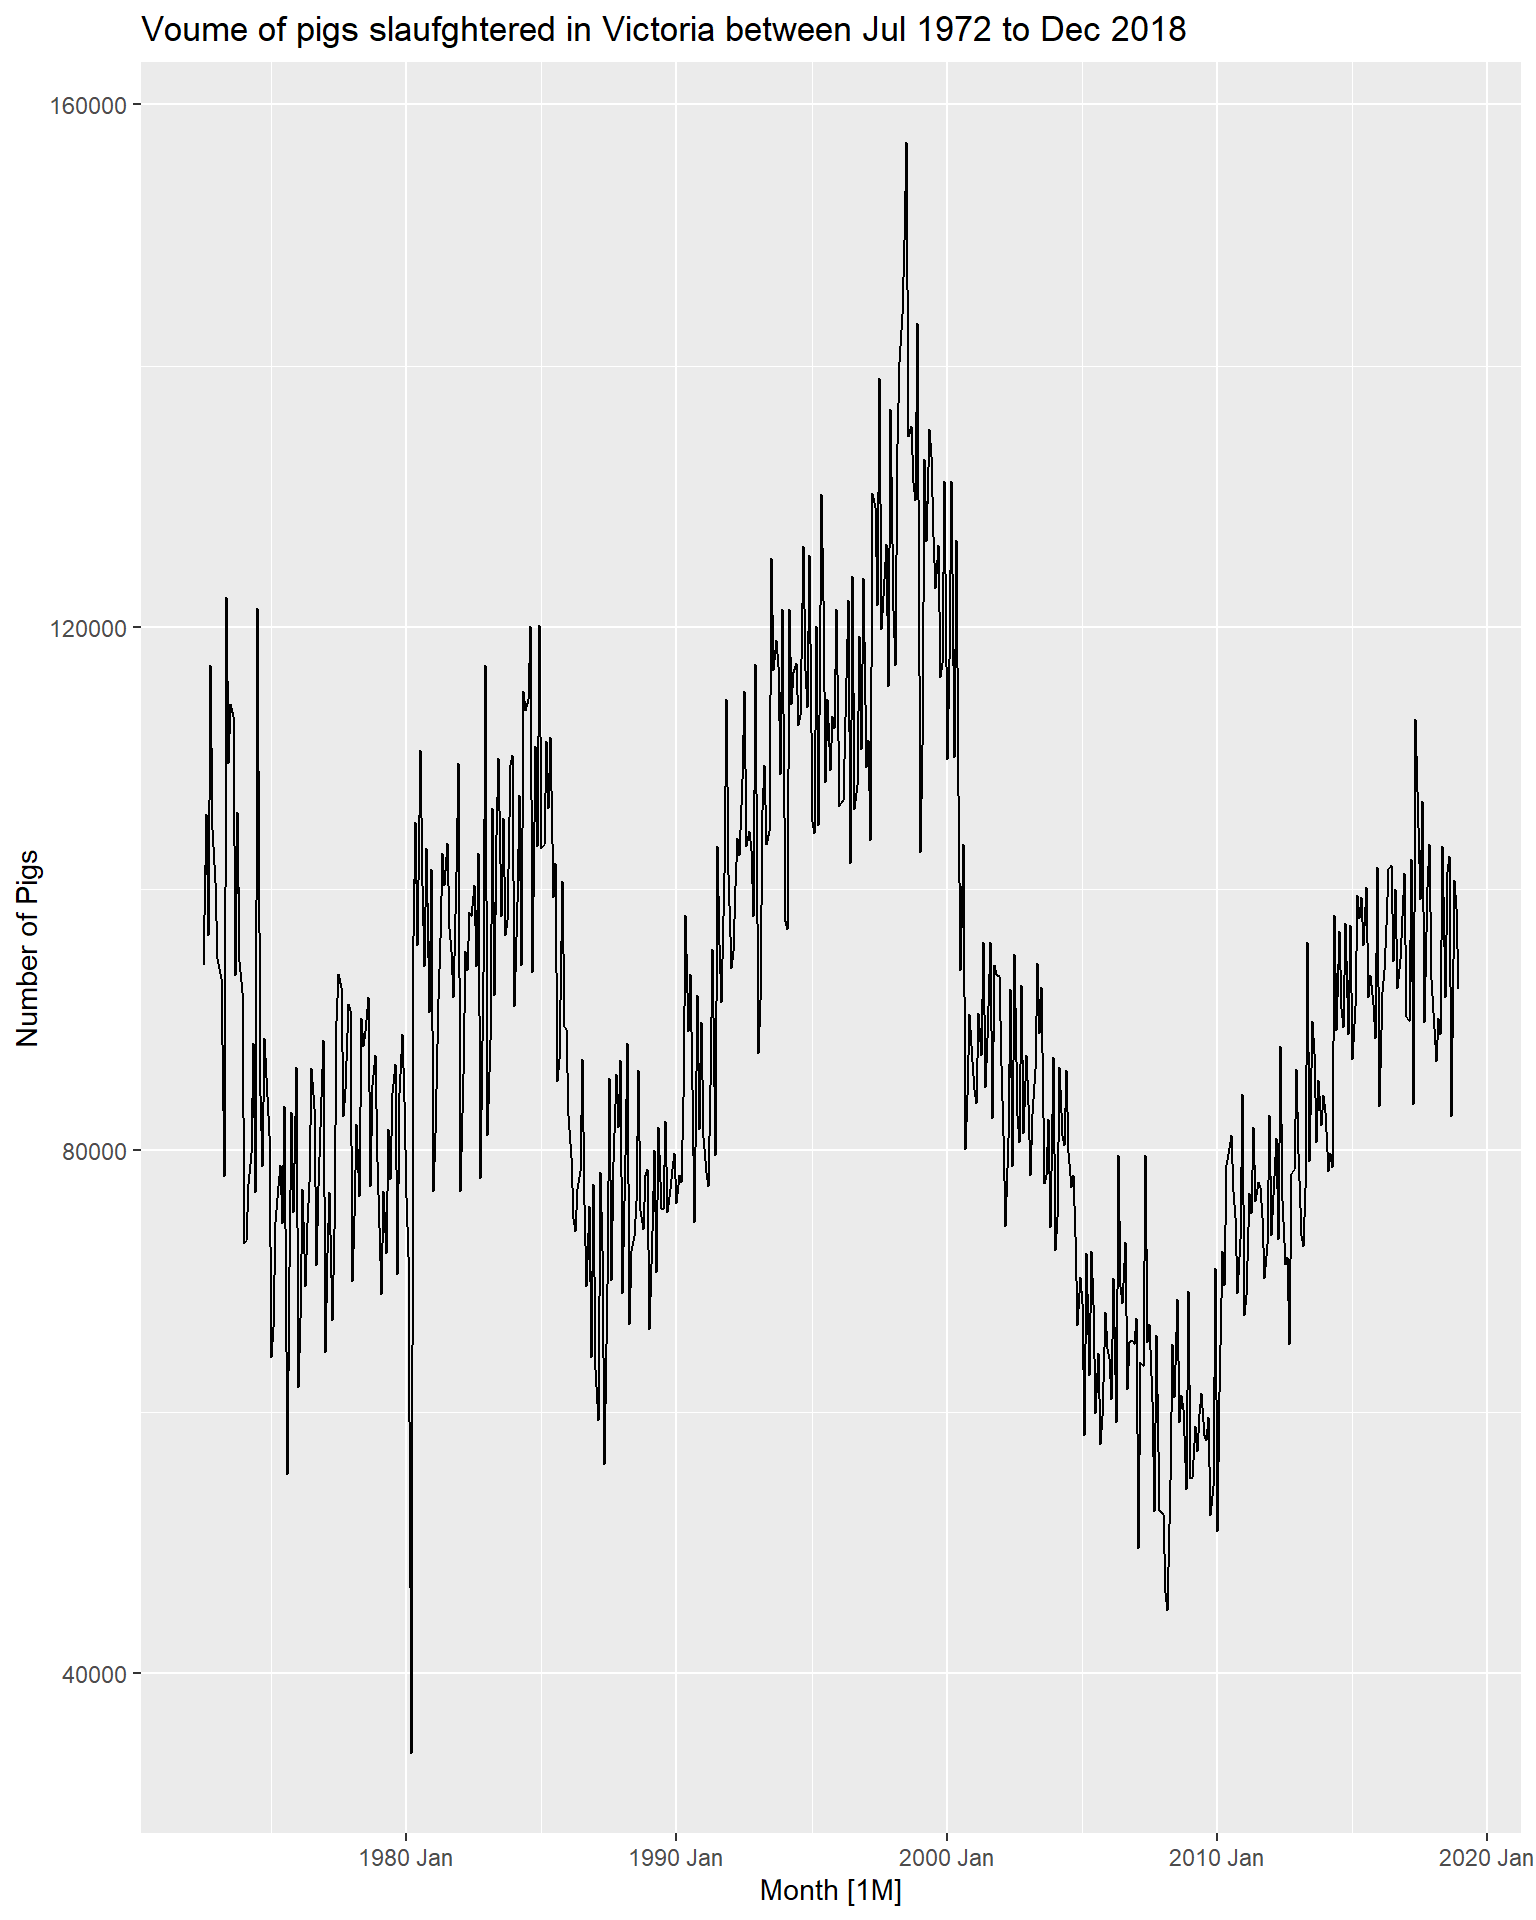 Voume of pigs slaufghtered in Victoria between Jul 1972 to Dec 2018
160000
120000
80000
40000
Number of Pigs
1980 Jan
1990 Jan
2000 Jan
2010 Jan
2020 Jan
Month [1M]